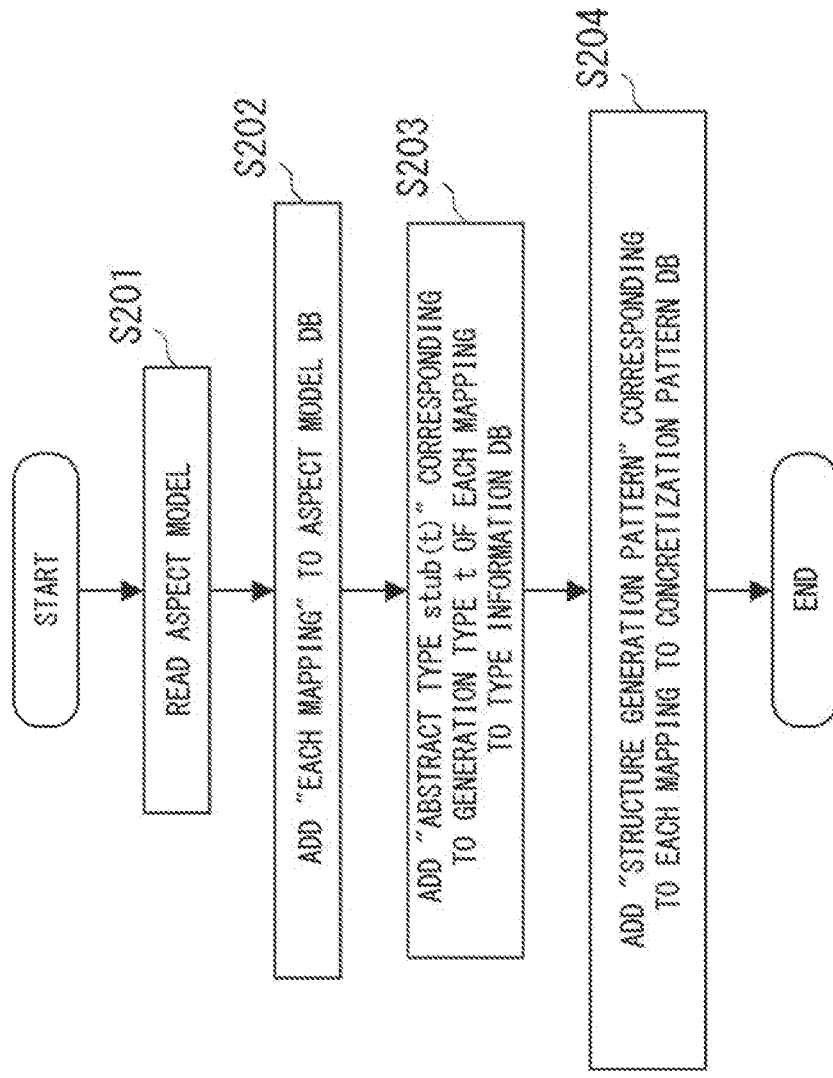 START
S201
READ ASPECT MODEL
S202
ADD "EACH MAPPING" TO ASPECT MODEL DB
S203
ADD "ABSTRACT TYPE stub(t)" CORRESPONDING
TO GENERATION TYPE t OF EACH MAPPING
TO TYPE INFORMATION DB
S204
ADD "STRUCTURE GENERATION PATTERN" CORRESPONDING
TO EACH MAPPING TO CONCRETIZATION PATTERN DB
END